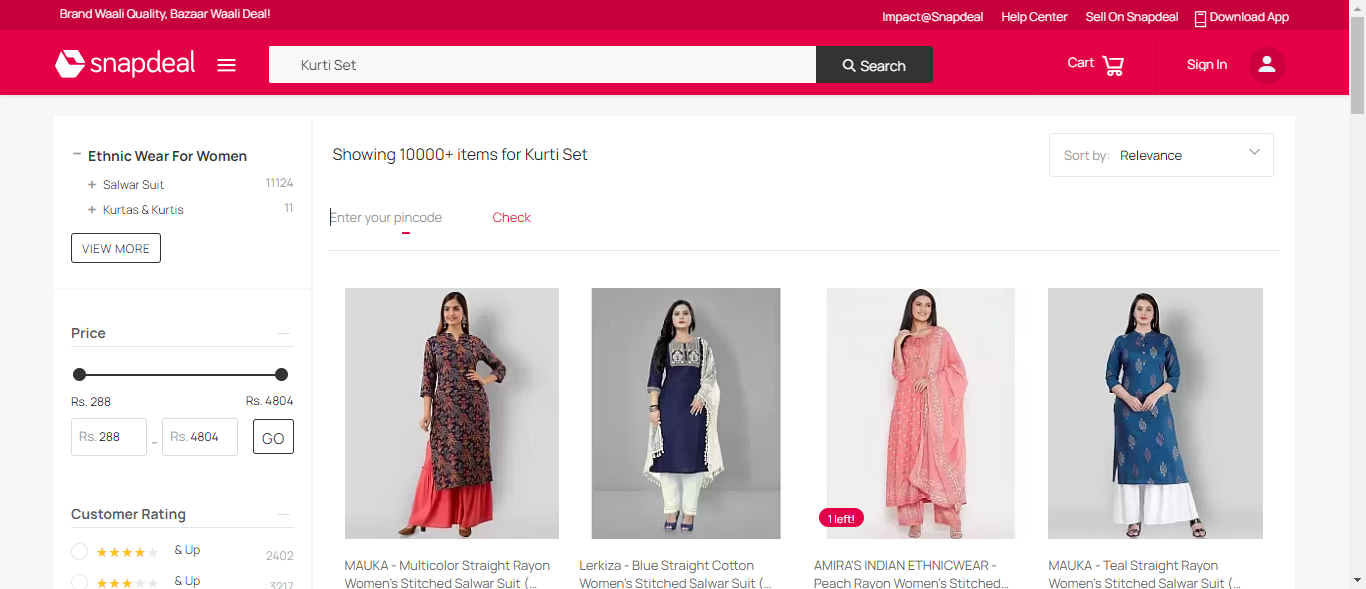 Brand Waali Quality, Bazaar Waali Deal!
Impact@Snapdeal Help Center Sell On Snapdeal Download App
snapdeal
Kurti Set
Search
Cart
Sign In
Ethnic Wear For Women
Salwar Suit 11124
Kurtas & Kurtis 11
VIEW MORE
Price
Rs. 288 Rs. 4804
Rs. 288 - Rs. 4804 GO
Customer Rating
& Up 2402
& Up 3217
Showing 10000+ items for Kurti Set
Sort by: Relevance
Enter your pincode Check
1 left!
MAUKA - Multicolor Straight Rayon
Women's Stitched Salwar Suit (...
Lerkiza - Blue Straight Cotton
Women's Stitched Salwar Suit (...
AMIRA'S INDIAN ETHNICWEAR -
Peach Rayon Women's Stitched...
MAUKA - Teal Straight Rayon
Women's Stitched Salwar Suit (...